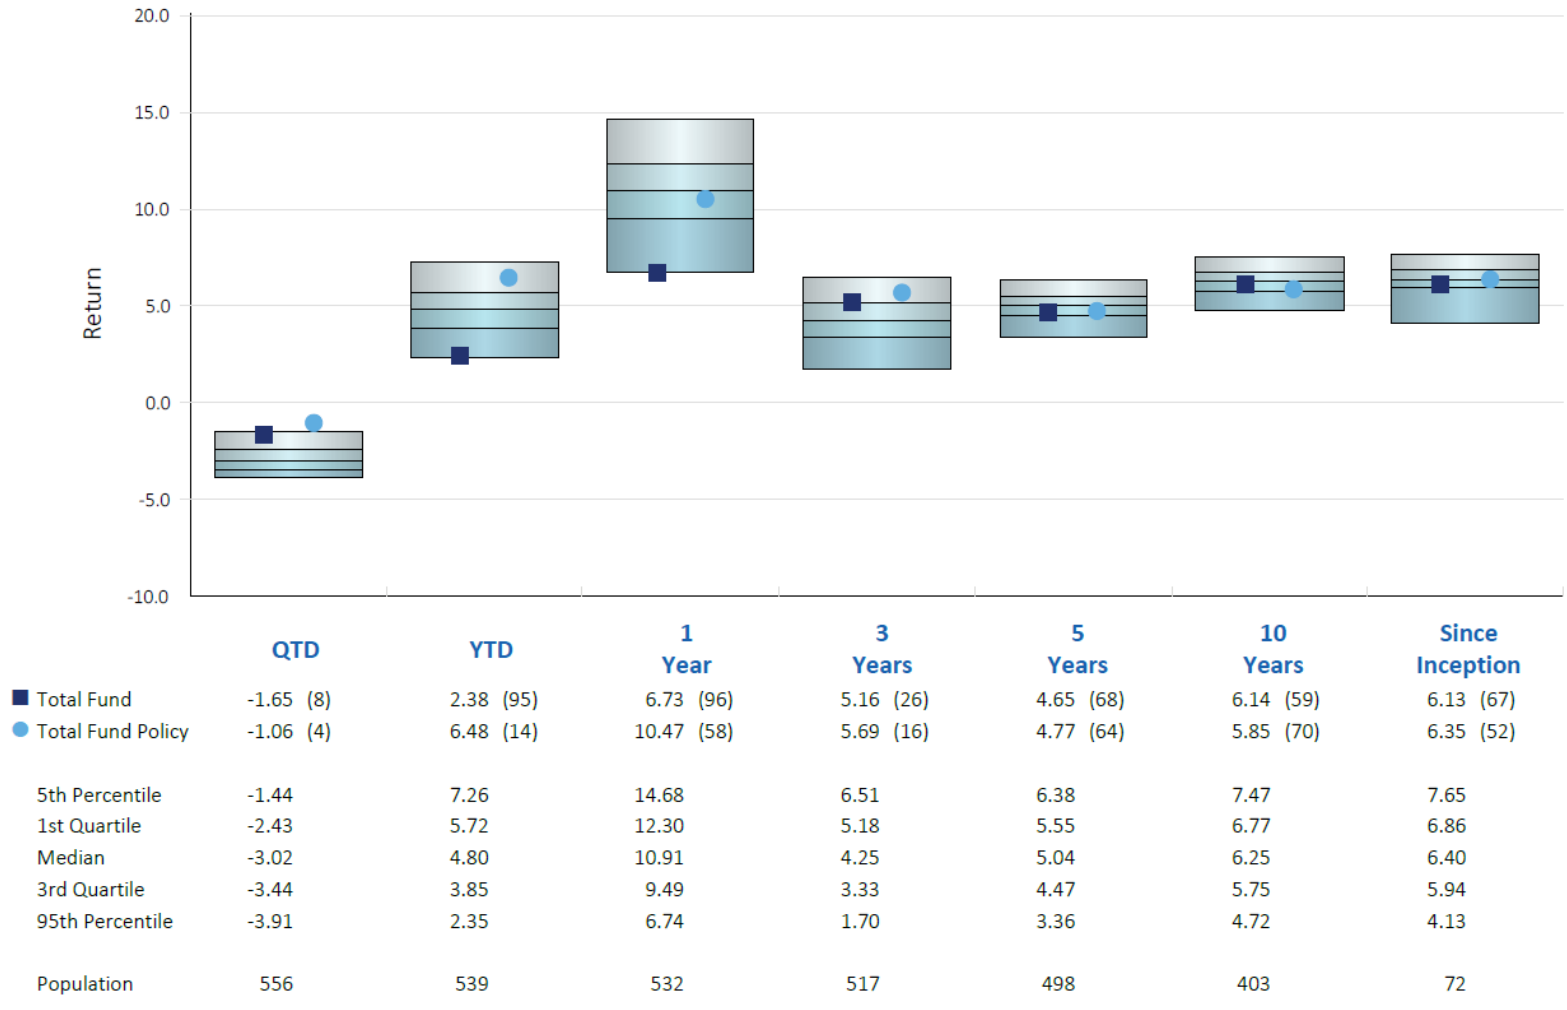 20.0
15.0
10.0
5.0
0.0
-5.0
-10.0
Return
QTD YTD 1 Year 3 Years 5 Years 10 Years Since Inception
Total Fund -1.65 (8) 2.38 (95) 6.73 (96) 5.16 (26) 4.65 (68) 6.14 (59) 6.13 (67)
Total Fund Policy -1.06 (4) 6.48 (14) 10.47 (58) 5.69 (16) 4.77 (64) 5.85 (70) 6.35 (52)
5th Percentile -1.44 7.26 14.68 6.51 6.38 7.47 7.65
1st Quartile -2.43 5.72 12.30 5.18 5.55 6.77 6.86
Median -3.02 4.80 10.91 4.25 5.04 6.25 6.40
3rd Quartile -3.44 3.85 9.49 3.33 4.47 5.75 5.94
95th Percentile -3.91 2.35 6.74 1.70 3.36 4.72 4.13
Population 556 539 532 517 498 403 72